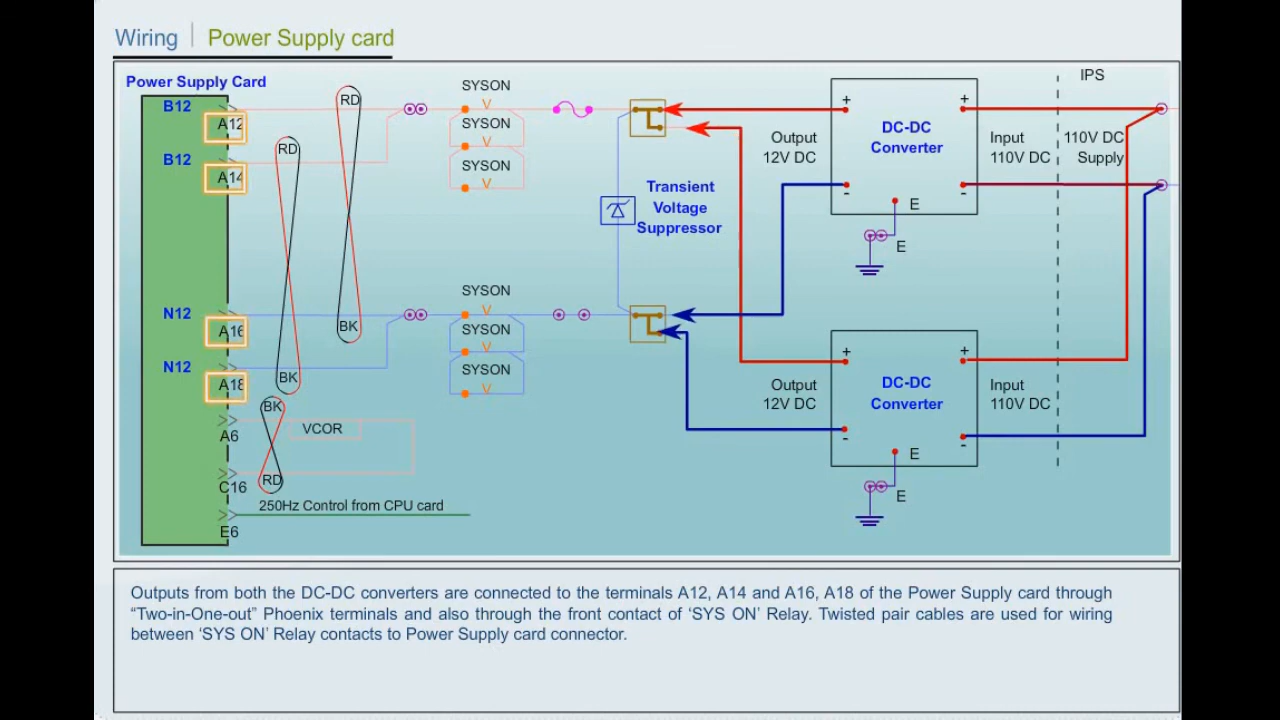 Wiring | Power Supply card
Power Supply Card
B12
A12
B12
A14
N12
A16
N12
A18
A6
C16
E6
RD
BK
RD
BK
BK
RD
VCOR
250Hz Control from CPU card
SYSON
V
SYSON
V
SYSON
V
SYSON
V
SYSON
V
SYSON
V
Transient
Voltage
Suppressor
Output
12V DC
+
-
DC-DC
Converter
+
-
E
E
Input
110V DC
IPS
110V DC
Supply
Output
12V DC
+
-
DC-DC
Converter
+
-
E
E
Input
110V DC
Outputs from both the DC-DC converters are connected to the terminals A12, A14 and A16, A18 of the Power Supply card through
“Two-in-One-out” Phoenix terminals and also through the front contact of ‘SYS ON’ Relay. Twisted pair cables are used for wiring
between ‘SYS ON’ Relay contacts to Power Supply card connector.